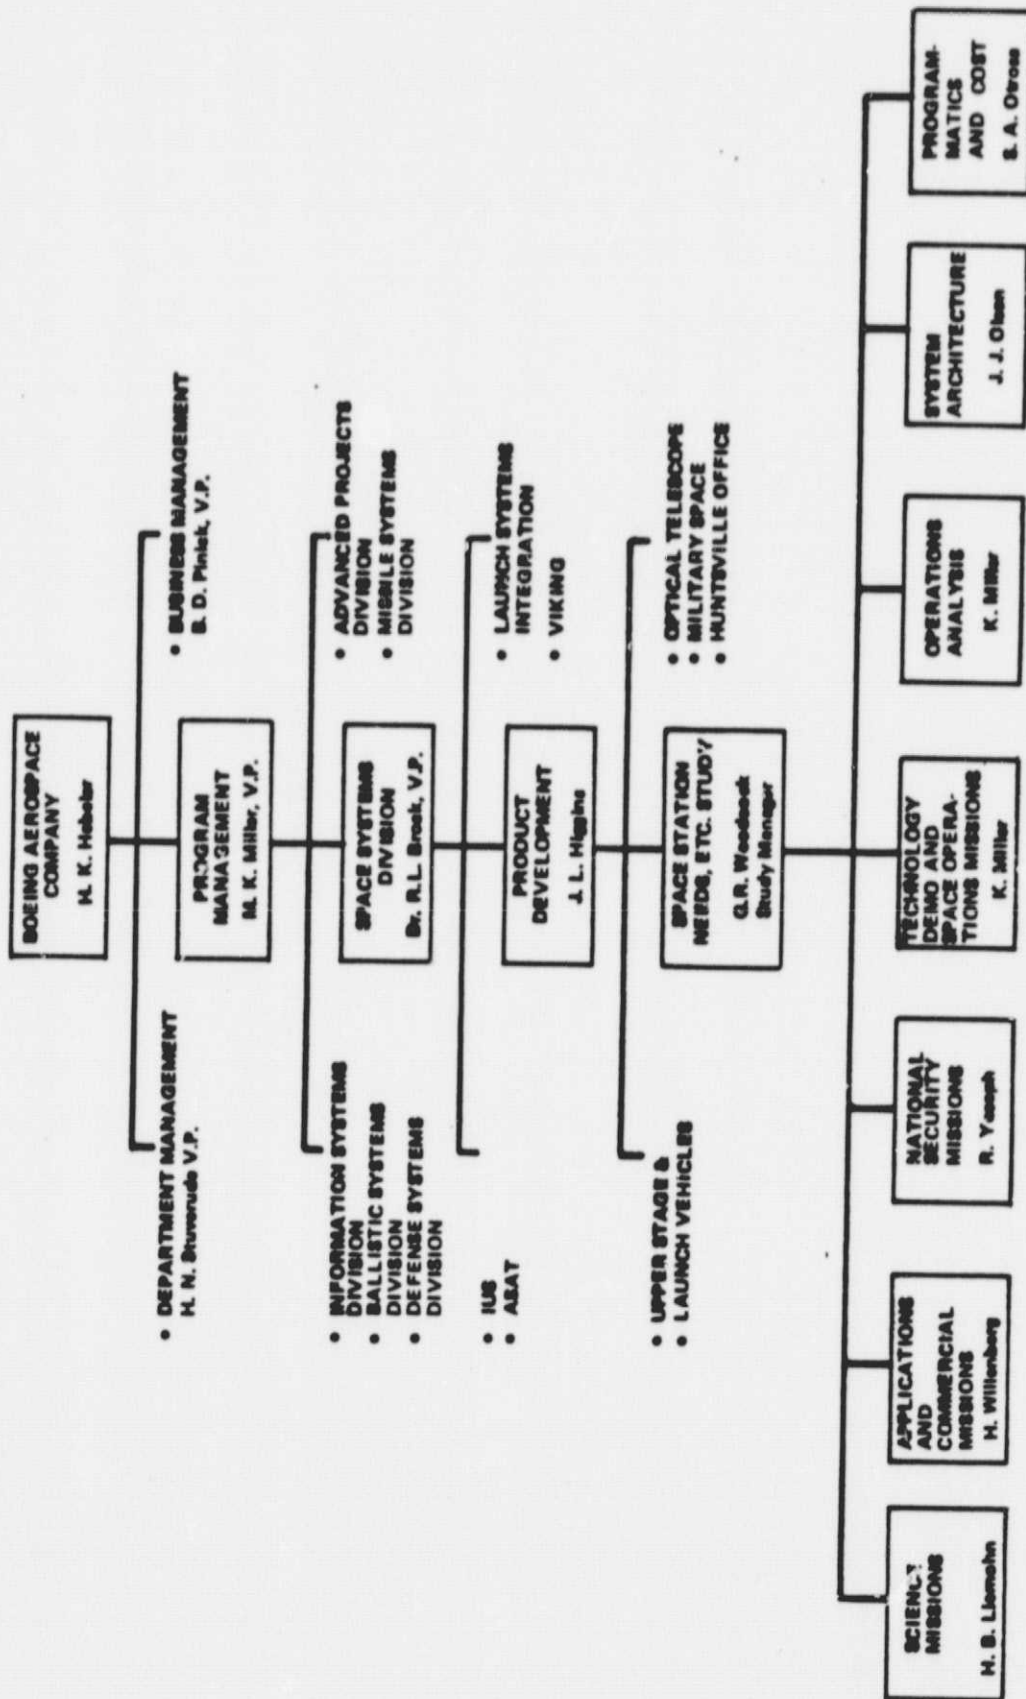 BOEING AEROSPACE
COMPANY
H. K. Hebeler
• DEPARTMENT MANAGEMENT
H. N. Stuverude V.P.
• BUSINESS MANAGEMENT
B. D. Pinick, V.P.
PROGRAM
MANAGEMENT
M. K. Miller, V.P.
• INFORMATION SYSTEMS
DIVISION
• BALLISTIC SYSTEMS
DIVISION
• DEFENSE SYSTEMS
DIVISION
• ADVANCED PROJECTS
DIVISION
• MISSILE SYSTEMS
DIVISION
SPACE SYSTEMS
DIVISION
Dr. R.L. Brock, V.P.
• IUS
• ASAT
• LAUNCH SYSTEMS
INTEGRATION
• VIKING
PRODUCT
DEVELOPMENT
J. L. Higgins
• UPPER STAGE &
• LAUNCH VEHICLES
• OPTICAL TELESCOPE
• MILITARY SPACE
• HUNTSVILLE OFFICE
SPACE STATION
NEEDS, ETC. STUDY
G.R. Woodcock
Study Manager
SCIENCE
MISSIONS
H. B. Liemohn
APPLICATIONS
AND
COMMERCIAL
MISSIONS
H. Willenberg
NATIONAL
SECURITY
MISSIONS
R.
TECHNOLOGY
DEMO AND
SPACE OPERA-
TIONS MISSIONS
K. Miller
OPERATIONS
ANALYSIS
K. Miller
SYSTEM
ARCHITECTURE
J. J. Olson
PROGRAM-
MATICS
AND COST
S. A.